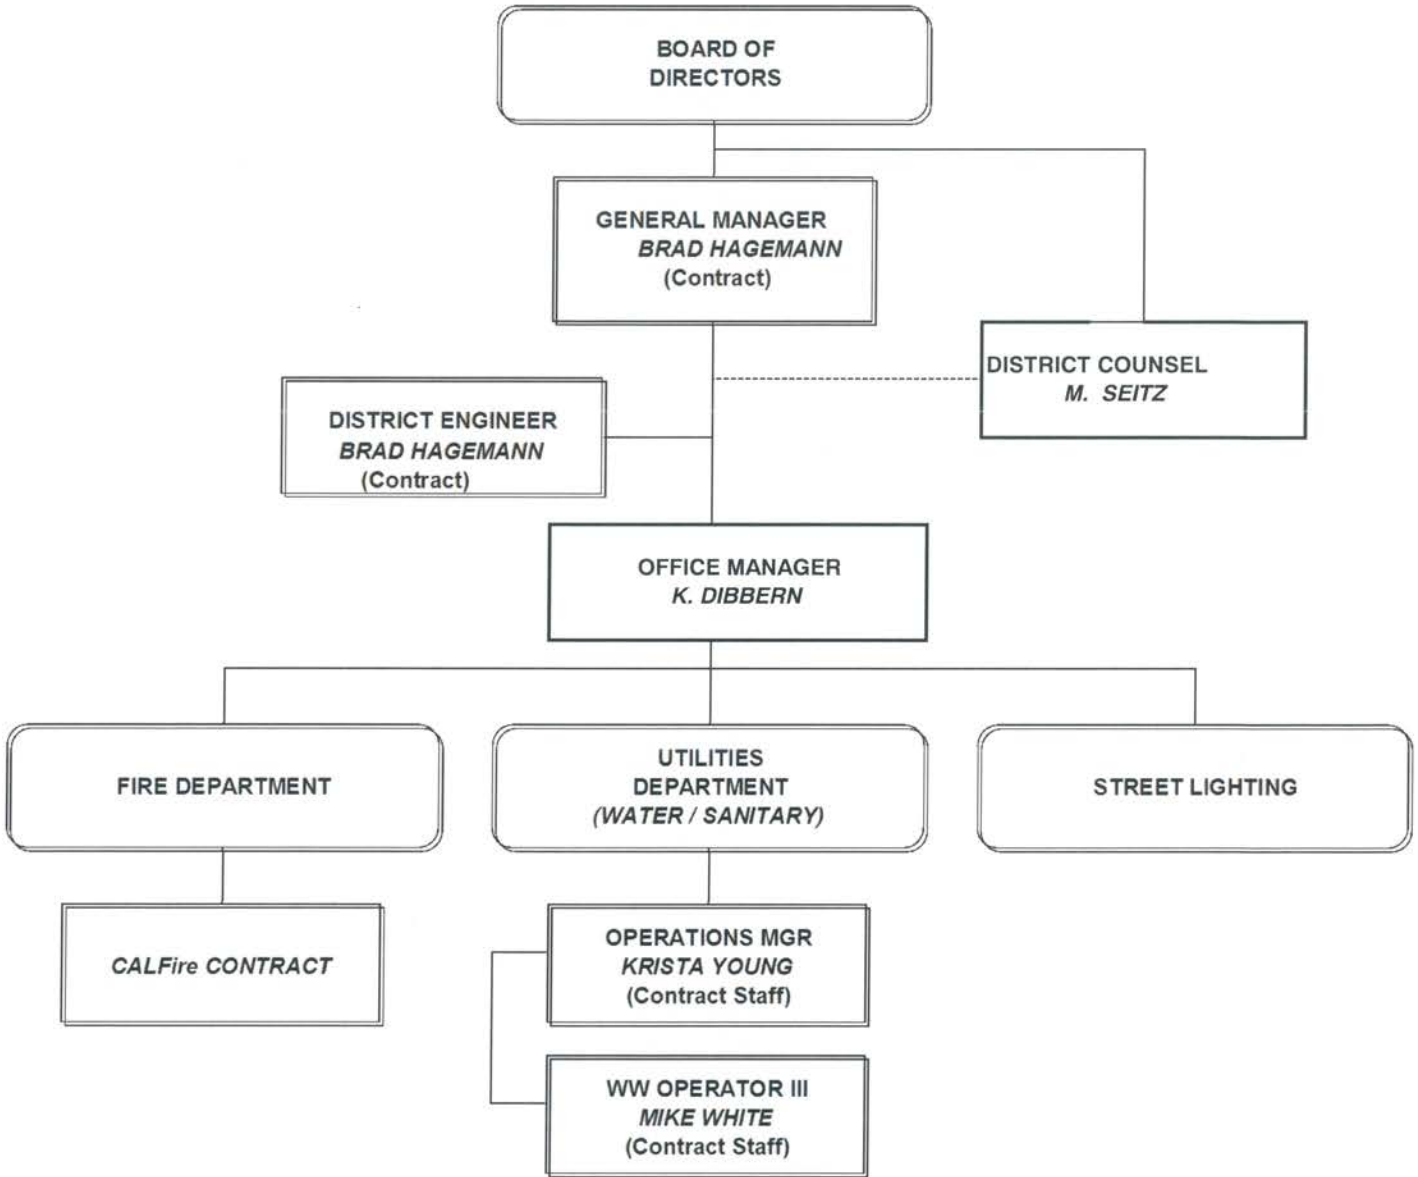 BOARD OF
DIRECTORS
GENERAL MANAGER
BRAD HAGEMANN
(Contract)
DISTRICT COUNSEL
M. SEITZ
DISTRICT ENGINEER
BRAD HAGEMANN
(Contract)
OFFICE MANAGER
K. DIBBERN
FIRE DEPARTMENT
UTILITIES
DEPARTMENT
(WATER / SANITARY)
STREET LIGHTING
CALFire CONTRACT
OPERATIONS MGR
KRISTA YOUNG
(Contract Staff)
WW OPERATOR III
MIKE WHITE
(Contract Staff)